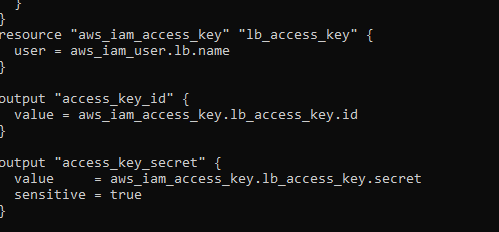 }
}
resource "aws_iam_access_key" "lb_access_key" {
  user = aws_iam_user.lb.name
}
output "access_key_id" {
  value = aws_iam_access_key.lb_access_key.id
}
output "access_key_secret" {
  value     = aws_iam_access_key.lb_access_key.secret
  sensitive = true
}